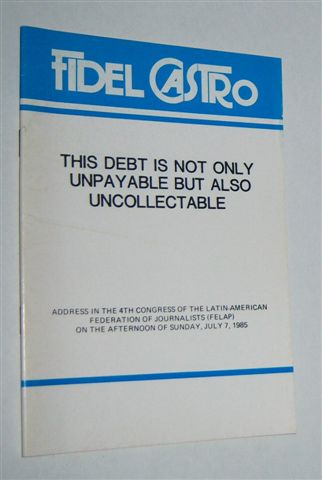 FIDEL CASTRO
THIS DEBT IS NOT ONLY
UNPAYABLE BUT ALSO
UNCOLLECTABLE
ADDRESS IN THE 4TH CONGRESS OF THE LATIN-AMERICAN
FEDERATION OF JOURNALISTS (FELAP)
ON THE AFTERNOON OF SUNDAY, JULY 7, 1985